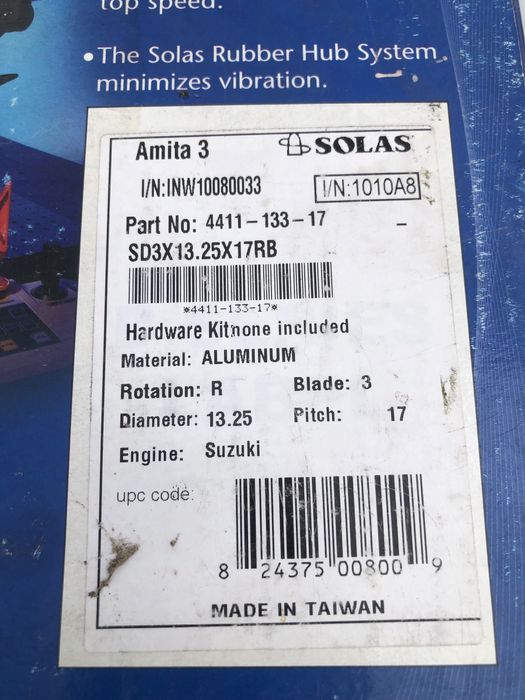 top speed.
•The Solas Rubber Hub System
minimizes vibration.
Amita 3 SOLAS
I/N:INW10080033 I/N:1010A8
Part No: 4411-133-17 -
SD3X13.25X17RB
*4411-133-17*
Hardware Kit:none included
Material: ALUMINUM
Rotation: R Blade: 3
Diameter: 13.25 Pitch: 17
Engine: Suzuki
upc code:
8 24375 00800 9
MADE IN TAIWAN